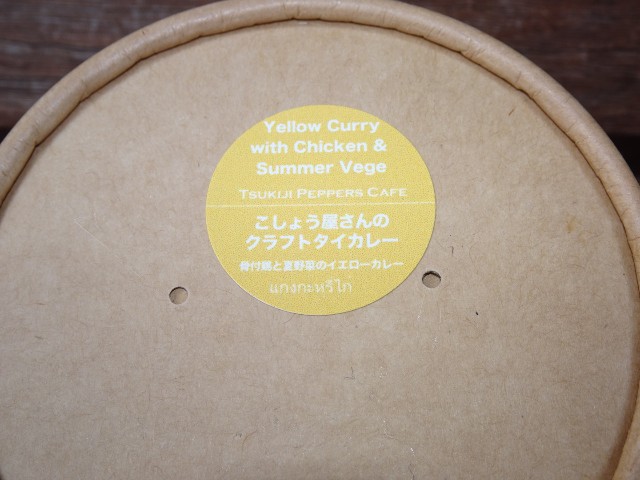 Yellow Curry
with Chicken &
Summer Vege
TSUKIJI PEPPERS CAFE
こしょう屋さんの
クラフトタイカレー
骨付鶏と夏野菜のイエローカレー
แกงกะหรี่ไก่